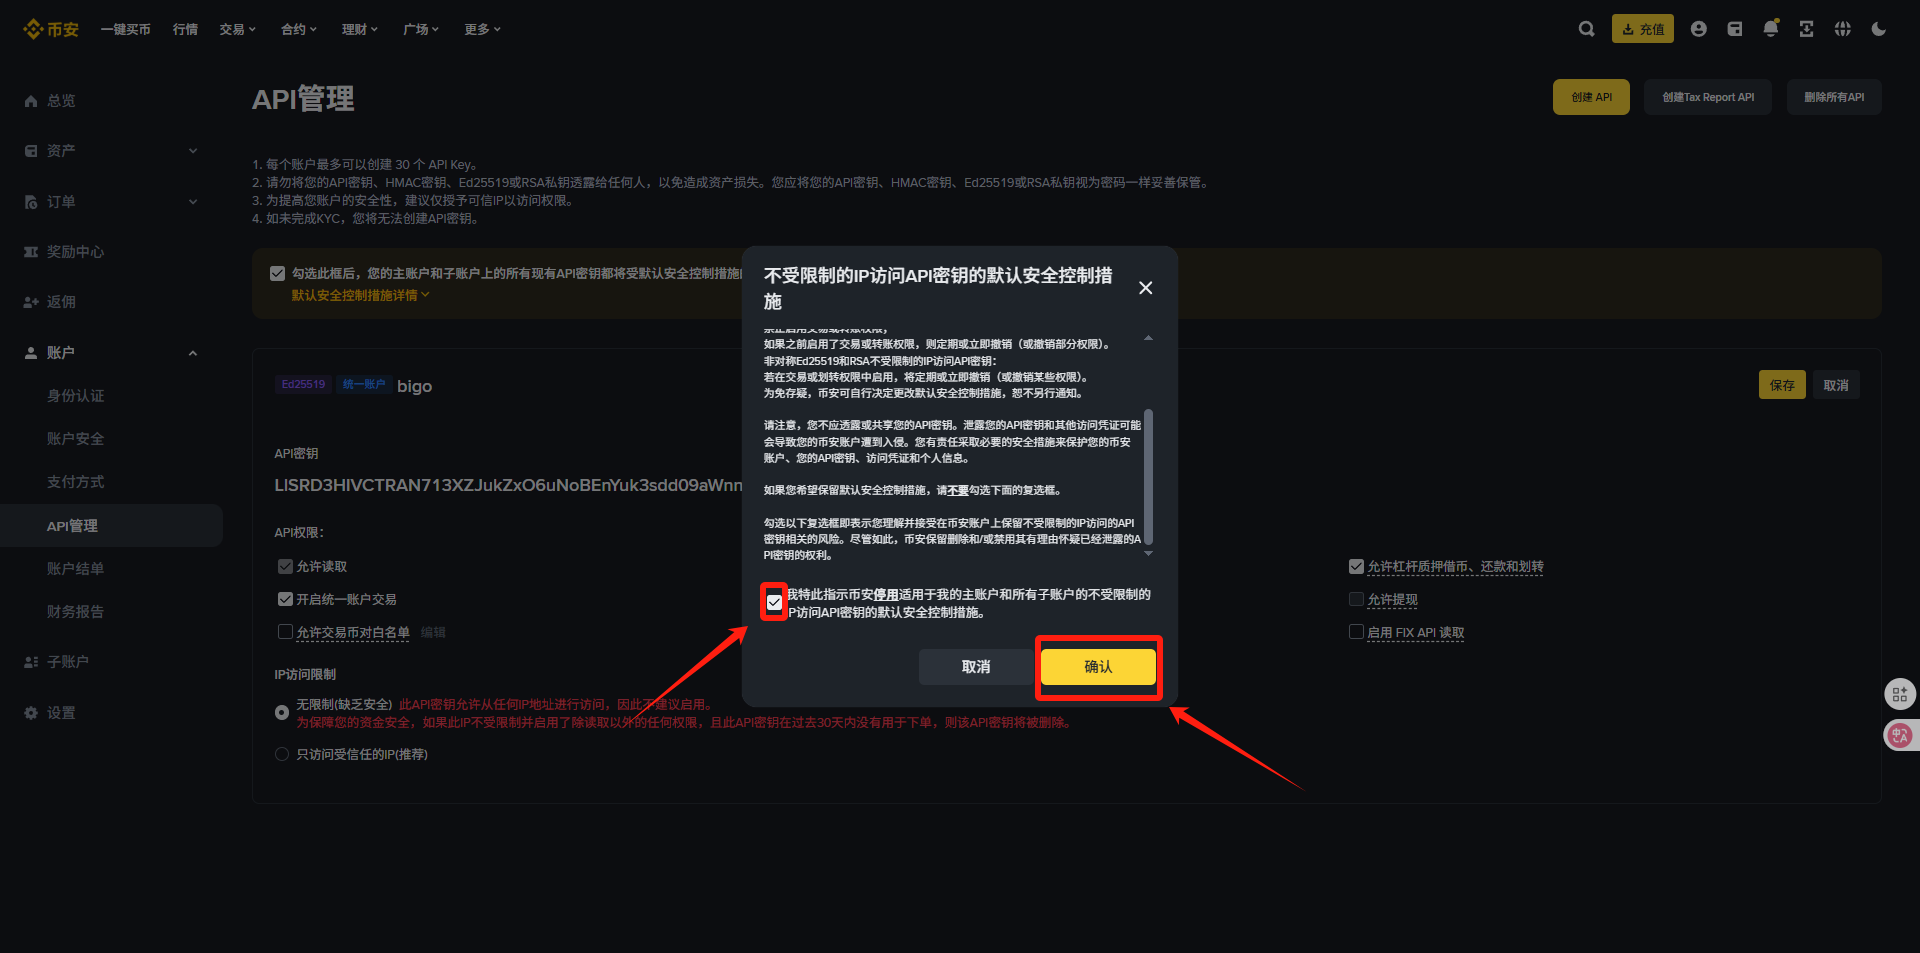 币安 一键买币 行情 交易 合约 理财 广场 更多 充值
总览
资产
订单
奖励中心
返佣
账户
身份认证
账户安全
支付方式
API管理
账户结单
财务报告
子账户
设置
API管理
创建 API 创建Tax Report API 删除所有API
1. 每个账户最多可以创建 30 个 API Key。
2. 请勿将您的API密钥、HMAC密钥、Ed25519或RSA私钥透露给任何人，以免造成资产损失。您应将您的API密钥、HMAC密钥、Ed25519或RSA私钥视为密码一样妥善保管。
3. 为提高您账户的安全性，建议仅授予可信IP以访问权限。
4. 如未完成KYC，您将无法创建API密钥。
勾选此框后，您的主账户和子账户上的所有现有API密钥都将受默认安全控制措施
默认安全控制措施详情
Ed25519 统一账户 bigo
保存 取消
API密钥
LlSRD3HIVCTRAN713XZJukZxO6uNoBEnYuk3sdd09aWnn
API权限：
允许读取
开启统一账户交易
允许交易币对白名单 编辑
允许杠杆质押借币、还款和划转
允许提现
启用 FIX API 读取
IP访问限制
无限制(缺乏安全) 此API密钥允许从任何IP地址进行访问，因此不建议启用。
为保障您的资金安全，如果此IP不受限制并启用了除读取以外的任何权限，且此API密钥在过去30天内没有用于下单，则该API密钥将被删除。
只访问受信任的IP(推荐)
不受限制的IP访问API密钥的默认安全控制措
施
禁止启用交易或转账权限；
如果之前启用了交易或转账权限，则定期或立即撤销（或撤销部分权限）。
非对称Ed25519和RSA不受限制的IP访问API密钥：
若在交易或划转权限中启用，将定期或立即撤销（或撤销某些权限）。
为免存疑，币安可自行决定更改默认安全控制措施，恕不另行通知。
请注意，您不应透露或共享您的API密钥。泄露您的API密钥和其他访问凭证可能
会导致您的币安账户遭到入侵。您有责任采取必要的安全措施来保护您的币安
账户、您的API密钥、访问凭证和个人信息。
如果您希望保留默认安全控制措施，请不要勾选下面的复选框。
勾选以下复选框即表示您理解并接受在币安账户上保留不受限制的IP访问的API
密钥相关的风险。尽管如此，币安保留删除和/或禁用其有理由怀疑已经泄露的A
PI密钥的权利。
我特此指示币安停用适用于我的主账户和所有子账户的不受限制的
IP访问API密钥的默认安全控制措施。
取消 确认